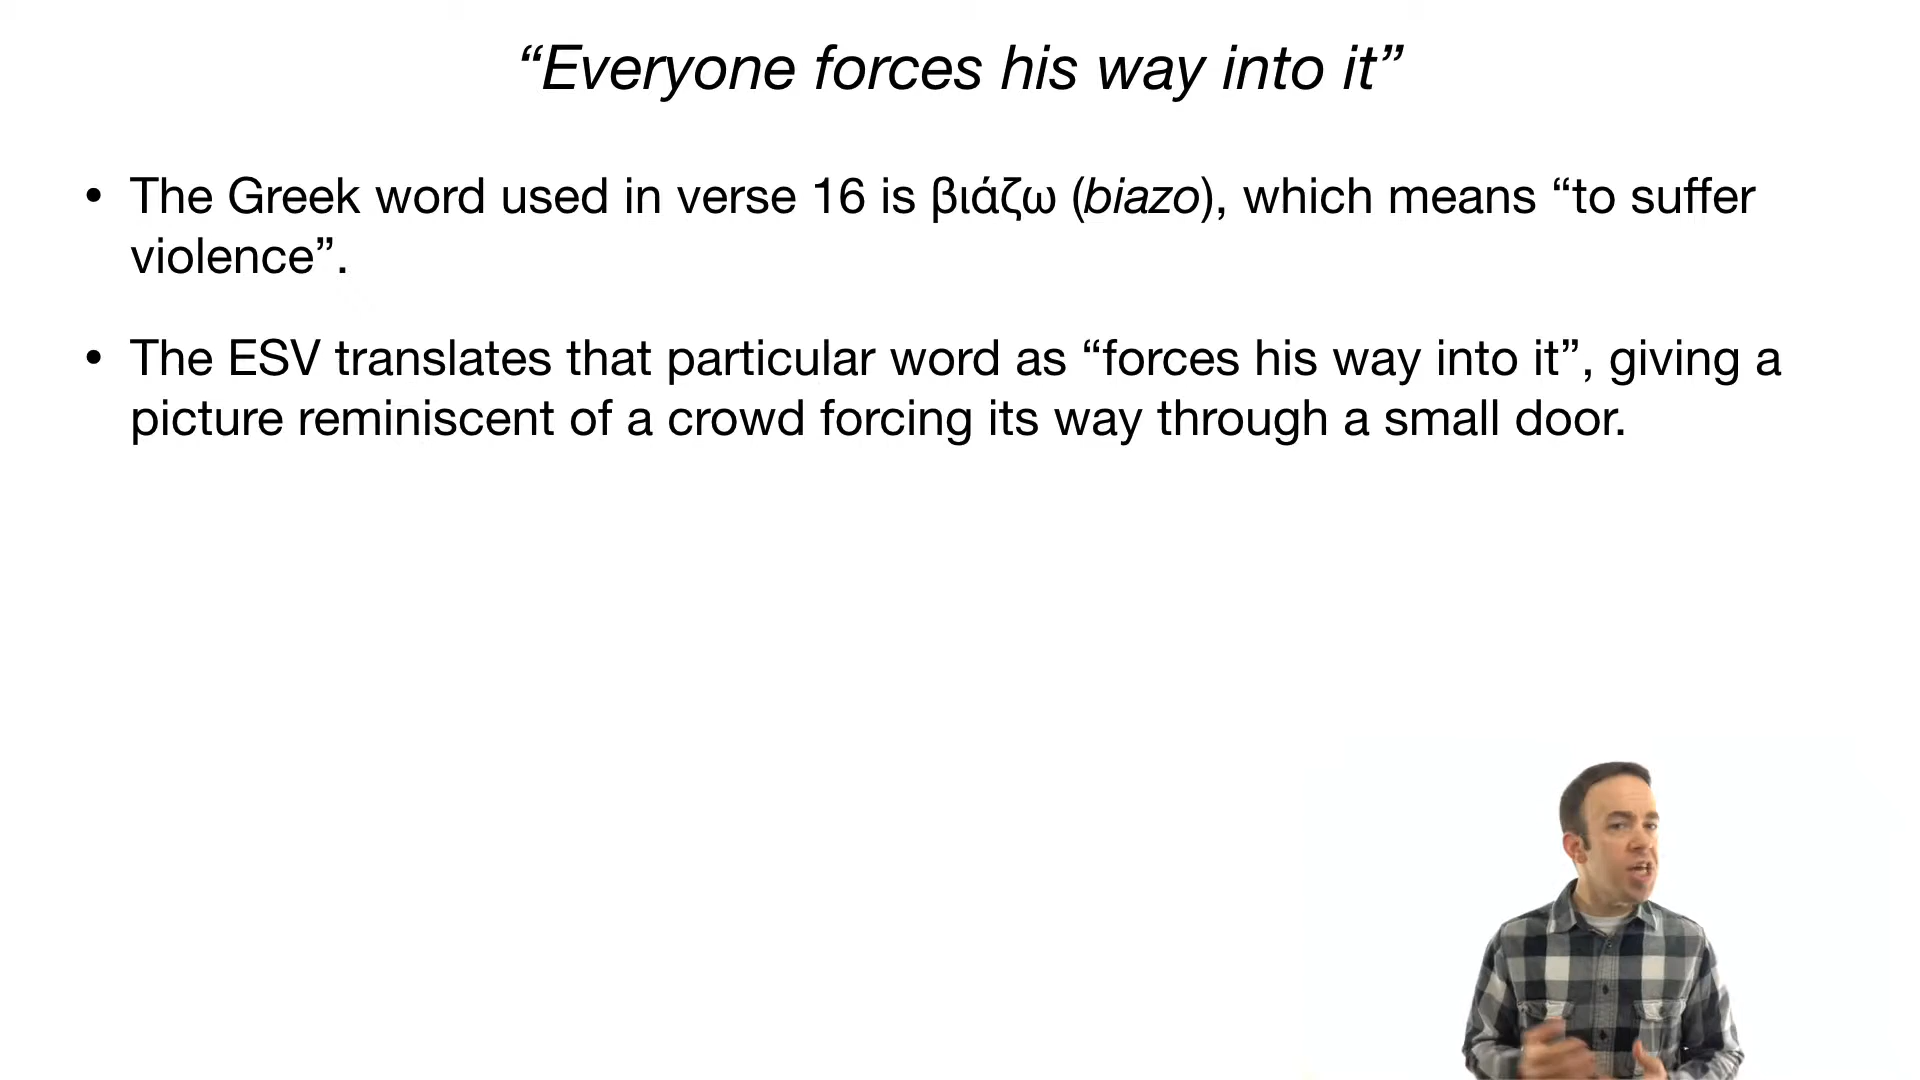 “Everyone forces his way into it”
• The Greek word used in verse 16 is βιάζω (biazo), which means “to suffer
violence”.
• The ESV translates that particular word as “forces his way into it”, giving a
picture reminiscent of a crowd forcing its way through a small door.